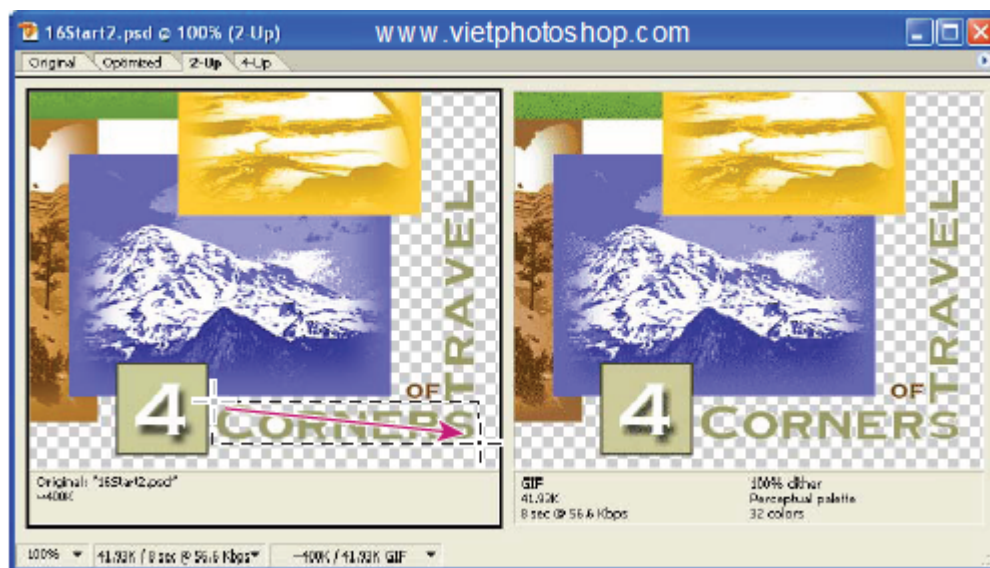 16Start2.psd @ 100% (2-Up)
www.vietphotoshop.com
Original Optimized 2-Up 4-Up
4 CORNERS
OF
TRAVEL
Original: "16Start2.psd"
~400K
4 CORNERS
OF
TRAVEL
GIF
41.93K
8 sec @ 56.6 Kbps
100% dither
Perceptual palette
32 colors
100% 41.93K / 8 sec @ 56.6 Kbps ~400K / 41.93K GIF